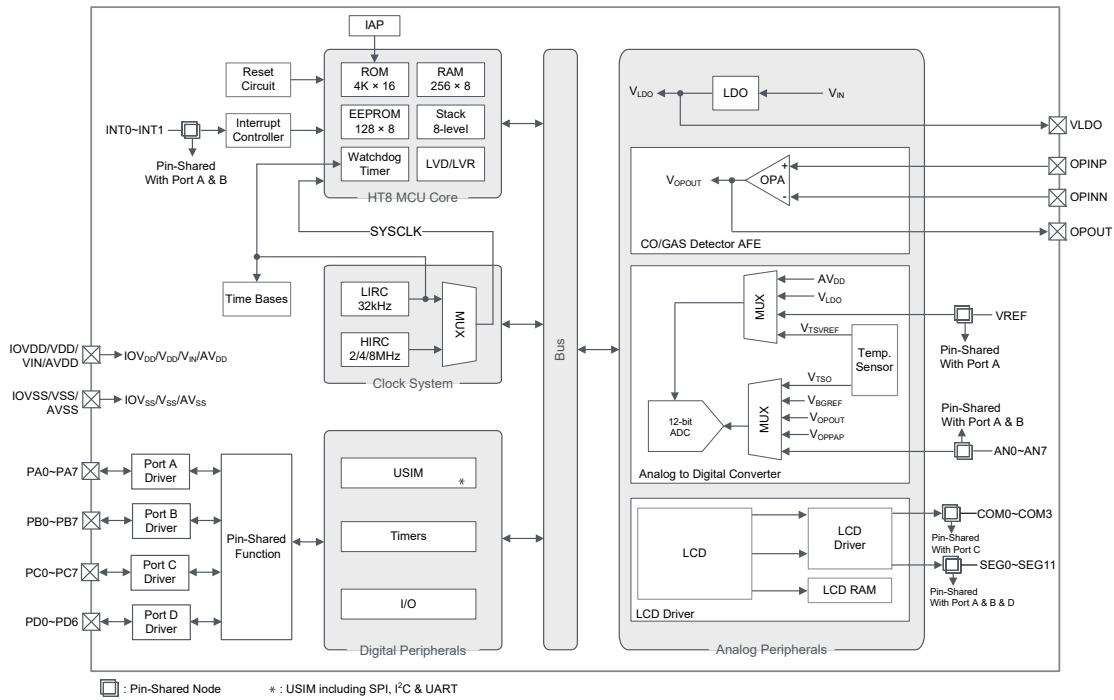 IAP
Reset
Circuit
ROM
4K × 16
RAM
256 × 8
INT0~INT1
Pin-Shared
With Port A & B
Interrupt
Controller
EEPROM
128 × 8
Stack
8-level
Watchdog
Timer
LVD/LVR
HT8 MCU Core
SYSCLK
Time Bases
LIRC
32kHz
HIRC
2/4/8MHz
MUX
Clock System
IOVDD/VDD/
VIN/AVDD
IOVDD/VDD/VIN/AVDD
IOVSS/VSS/
AVSS
IOVSS/VSS/AVSS
PA0~PA7
Port A
Driver
PB0~PB7
Port B
Driver
PC0~PC7
Port C
Driver
PD0~PD6
Port D
Driver
Pin-Shared
Function
USIM
*
Timers
I/O
Digital Peripherals
Bus
VLDO
LDO
VIN
VLDO
OPINP
OPINN
OPOUT
VOPOUT
OPA
+
-
CO/GAS Detector AFE
MUX
AVDD
VLDO
VTSVREF
VREF
Pin-Shared
With Port A
Temp.
Sensor
12-bit
ADC
MUX
VTSO
VBGREF
VOPOUT
VOPPAP
Pin-Shared
With Port A & B
AN0~AN7
Analog to Digital Converter
LCD
LCD
Driver
LCD RAM
LCD Driver
COM0~COM3
Pin-Shared
With Port C
SEG0~SEG11
Pin-Shared
With Port A & B & D
Analog Peripherals
: Pin-Shared Node
* : USIM including SPI, I²C & UART